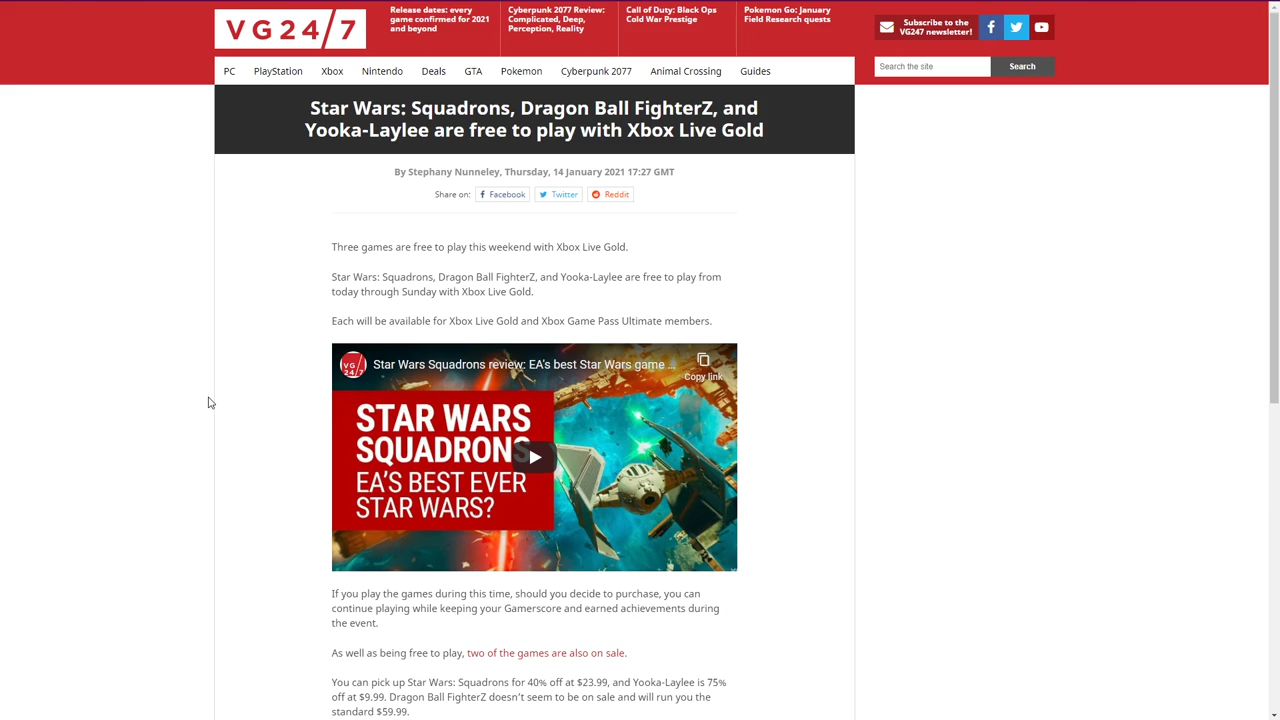 VG24/7
Release dates: every
game confirmed for 2021
and beyond
Cyberpunk 2077 Review:
Complicated, Deep,
Perception, Reality
Call of Duty: Black Ops
Cold War Prestige
Pokemon Go: January
Field Research quests
Subscribe to the
VG247 newsletter!
PC PlayStation Xbox Nintendo Deals GTA Pokemon Cyberpunk 2077 Animal Crossing Guides
Search the site Search
Star Wars: Squadrons, Dragon Ball FighterZ, and
Yooka-Laylee are free to play with Xbox Live Gold
By Stephany Nunneley, Thursday, 14 January 2021 17:27 GMT
Share on: Facebook Twitter Reddit
Three games are free to play this weekend with Xbox Live Gold.
Star Wars: Squadrons, Dragon Ball FighterZ, and Yooka-Laylee are free to play from
today through Sunday with Xbox Live Gold.
Each will be available for Xbox Live Gold and Xbox Game Pass Ultimate members.
VG 24/7
Star Wars Squadrons review: EA's best Star Wars game ...
Copy link
STAR WARS
SQUADRONS
EA'S BEST EVER
STAR WARS?
If you play the games during this time, should you decide to purchase, you can
continue playing while keeping your Gamerscore and earned achievements during
the event.
As well as being free to play, two of the games are also on sale.
You can pick up Star Wars: Squadrons for 40% off at $23.99, and Yooka-Laylee is 75%
off at $9.99. Dragon Ball FighterZ doesn't seem to be on sale and will run you the
standard $59.99.